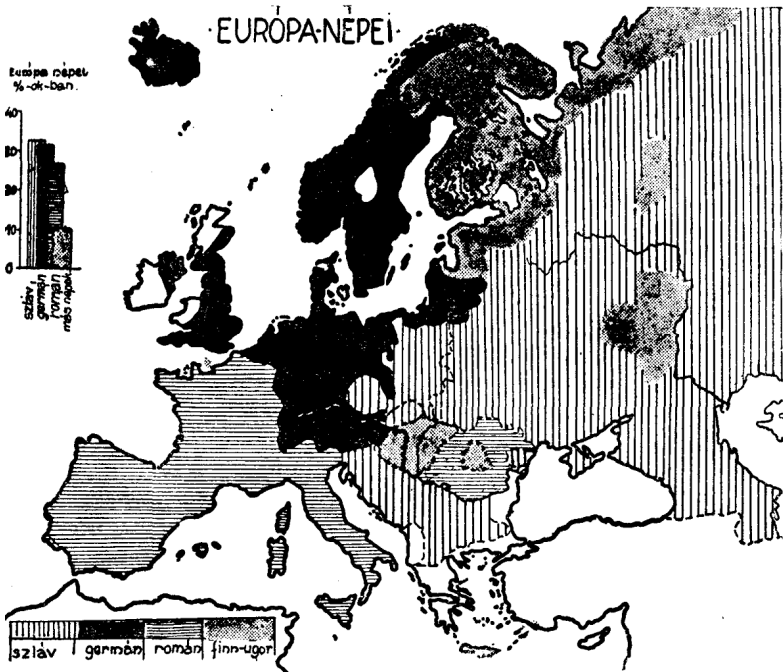 EURÓPA·NÉPEI·
Európa népei
%-ok-ban.
40
30
20
10
0
szláv
germán
román
más népek
szláv
germán
román
finn-ugor